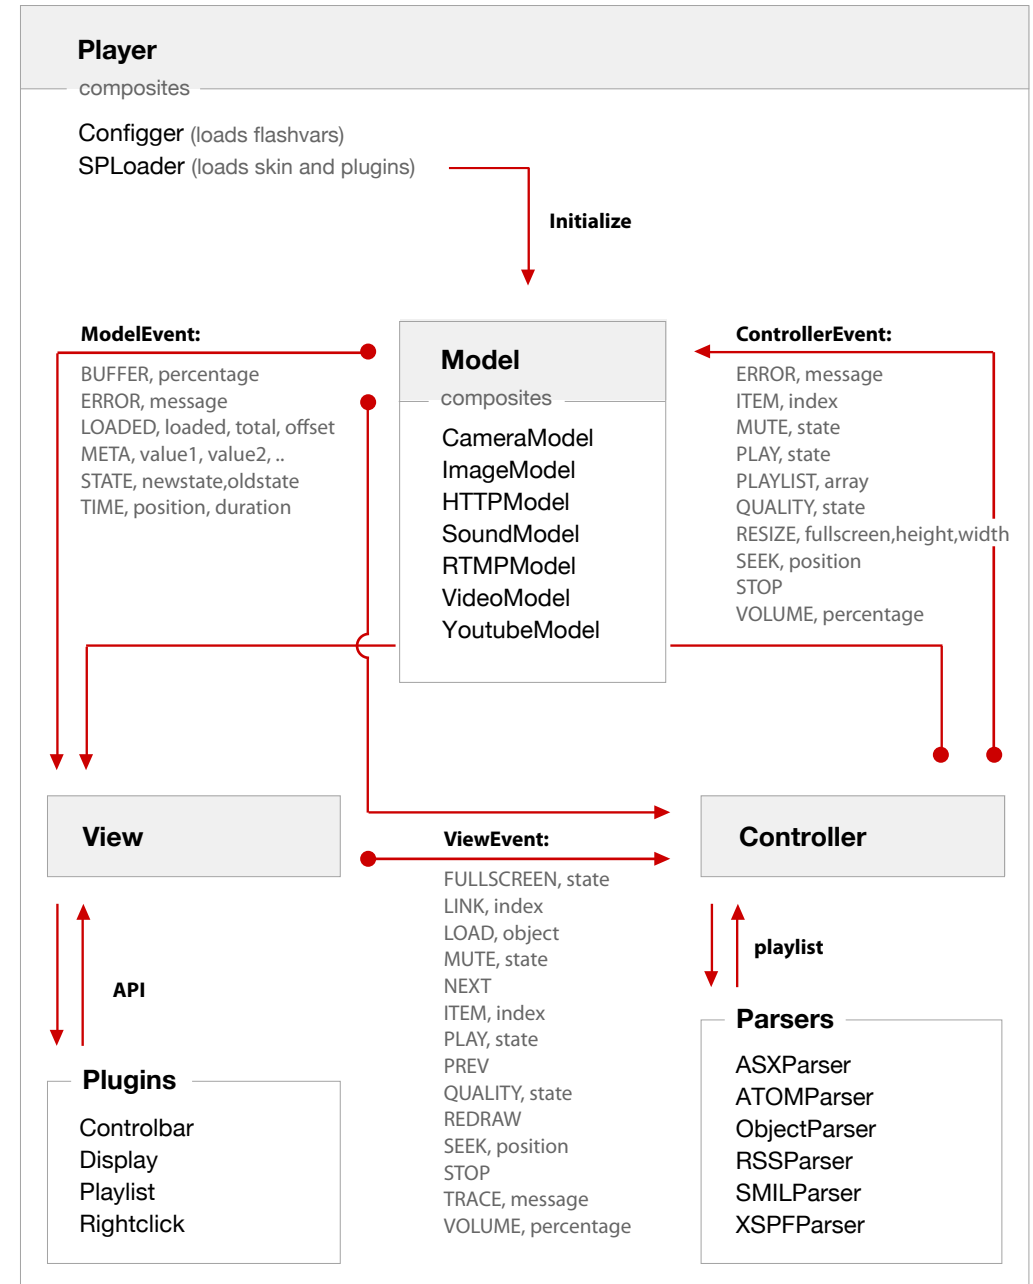 Player
composites
Configger (loads flashvars)
SPLoader (loads skin and plugins)
Initialize
ModelEvent:
BUFFER, percentage
ERROR, message
LOADED, loaded, total, offset
META, value1, value2, ..
STATE, newstate,oldstate
TIME, position, duration
Model
composites
CameraModel
ImageModel
HTTPModel
SoundModel
RTMPModel
VideoModel
YoutubeModel
ControllerEvent:
ERROR, message
ITEM, index
MUTE, state
PLAY, state
PLAYLIST, array
QUALITY, state
RESIZE, fullscreen,height,width
SEEK, position
STOP
VOLUME, percentage
View
API
Plugins
Controlbar
Display
Playlist
Rightclick
ViewEvent:
FULLSCREEN, state
LINK, index
LOAD, object
MUTE, state
NEXT
ITEM, index
PLAY, state
PREV
QUALITY, state
REDRAW
SEEK, position
STOP
TRACE, message
VOLUME, percentage
Controller
playlist
Parsers
ASXParser
ATOMParser
ObjectParser
RSSParser
SMILParser
XSPFParser